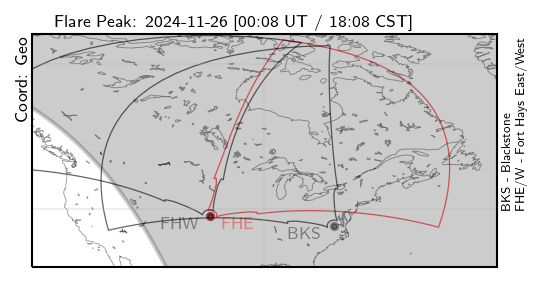 Flare Peak: 2024-11-26 [00:08 UT / 18:08 CST]
Coord: Geo
FHW
FHE
BKS
BKS - Blackstone
FHE/W - Fort Hays East/West